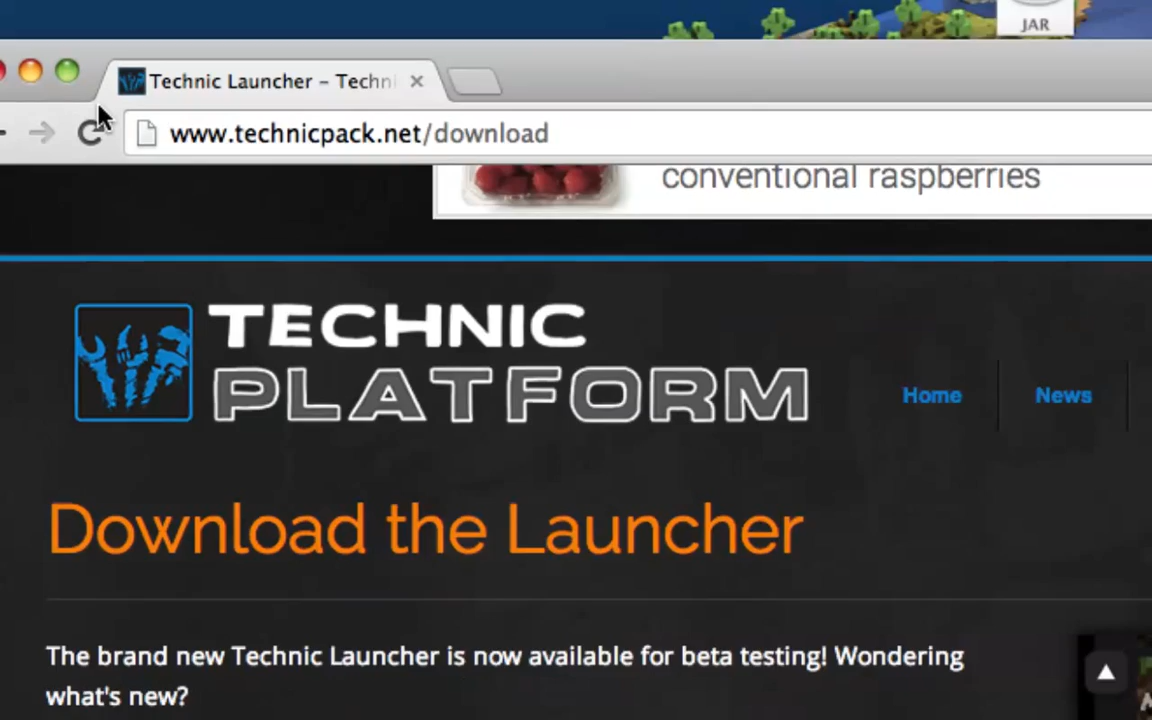 JAR
Technic Launcher – Techni
www.technicpack.net/download
conventional raspberries
TECHNIC
PLATFORM
Home
News
Download the Launcher
The brand new Technic Launcher is now available for beta testing! Wondering
what's new?